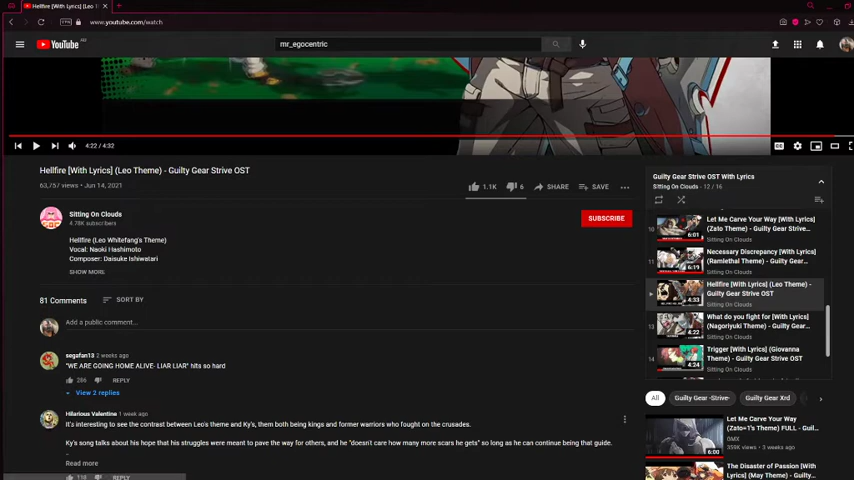 Hellfire [With Lyrics] (Leo T
www.youtube.com/watch
VPN
YouTube
mr_egocentric
4:22 / 4:32
Hellfire [With Lyrics] (Leo Theme) - Guilty Gear Strive OST
63,757 views • Jun 14, 2021
1.1K
6
SHARE
SAVE
Sitting On Clouds
4.78K subscribers
SUBSCRIBE
Hellfire (Leo Whitefang's Theme)
Vocal: Naoki Hashimoto
Composer: Daisuke Ishiwatari
SHOW MORE
81 Comments
SORT BY
Add a public comment...
segafan13 2 weeks ago
"WE ARE GOING HOME ALIVE- LIAR LIAR" hits so hard
286
REPLY
View 2 replies
Hilarious Valentine 1 week ago
It's interesting to see the contrast between Leo's theme and Ky's, them both being kings and former warriors who fought on the crusades.
Ky's song talks about his hope that his struggles were meant to pave the way for others, and he "doesn't care how many more scars he gets" so long as he can continue being that guide.
Read more
118
REPLY
Guilty Gear Strive OST With Lyrics
Sitting On Clouds - 12 / 16
10
6:01
Let Me Carve Your Way [With Lyrics]
(Zato Theme) - Guilty Gear Strive...
Sitting On Clouds
11
6:19
Necessary Discrepancy [With Lyrics]
(Ramlethal Theme) - Guilty Gear...
Sitting On Clouds
4:33
Hellfire [With Lyrics] (Leo Theme) -
Guilty Gear Strive OST
Sitting On Clouds
13
4:22
What do you fight for [With Lyrics]
(Nagoriyuki Theme) - Guilty Gear...
Sitting On Clouds
14
4:24
Trigger [With Lyrics] (Giovanna
Theme) - Guilty Gear Strive OST
Sitting On Clouds
All
Guilty Gear -Strive-
Guilty Gear Xrd
6:00
Let Me Carve Your Way
(Zato=1's Theme) FULL - Guil...
DMX
359K views • 3 weeks ago
The Disaster of Passion [With
Lyrics] (May Theme) - Guilty